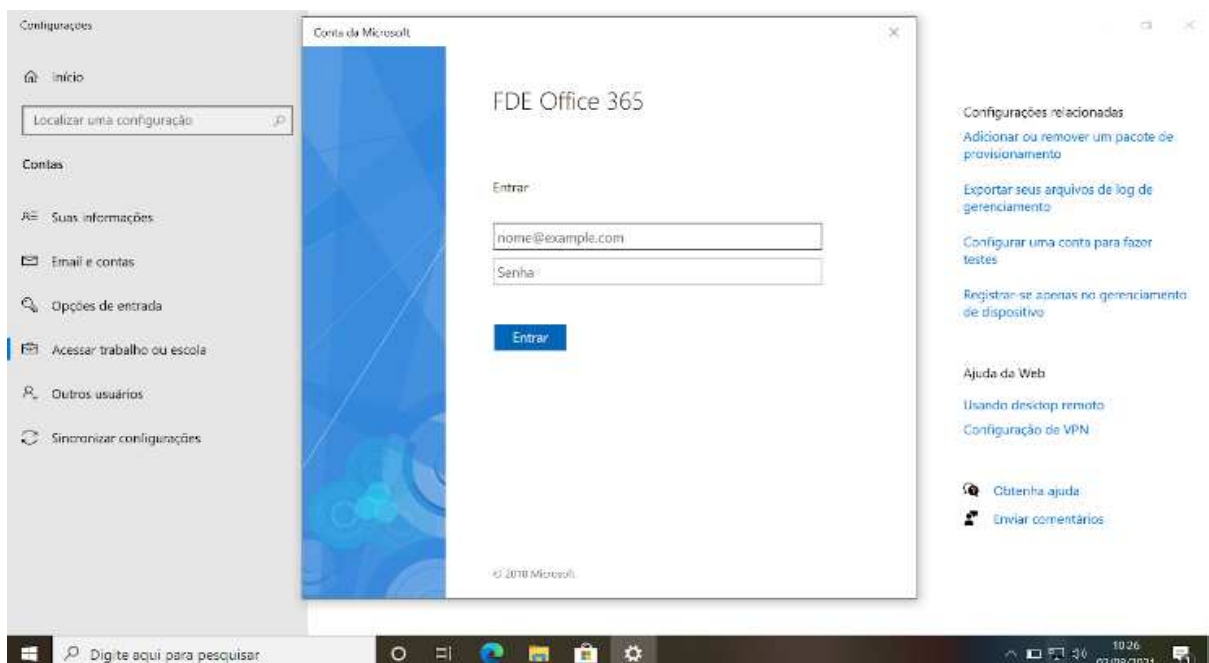 Configurações
Início
Localizar uma configuração
Contas
Suas informações
Email e contas
Opções de entrada
Acessar trabalho ou escola
Outros usuários
Sincronizar configurações
Conta da Microsoft
FDE Office 365
Entrar
nome@example.com
Senha
Entrar
© 2018 Microsoft
Configurações relacionadas
Adicionar ou remover um pacote de
provisionamento
Exportar seus arquivos de log de
gerenciamento
Configurar uma conta para fazer
testes
Registrar-se apenas no gerenciamento
de dispositivo
Ajuda da Web
Usando desktop remoto
Configuração de VPN
Obtenha ajuda
Enviar comentários
Digite aqui para pesquisar
10:26